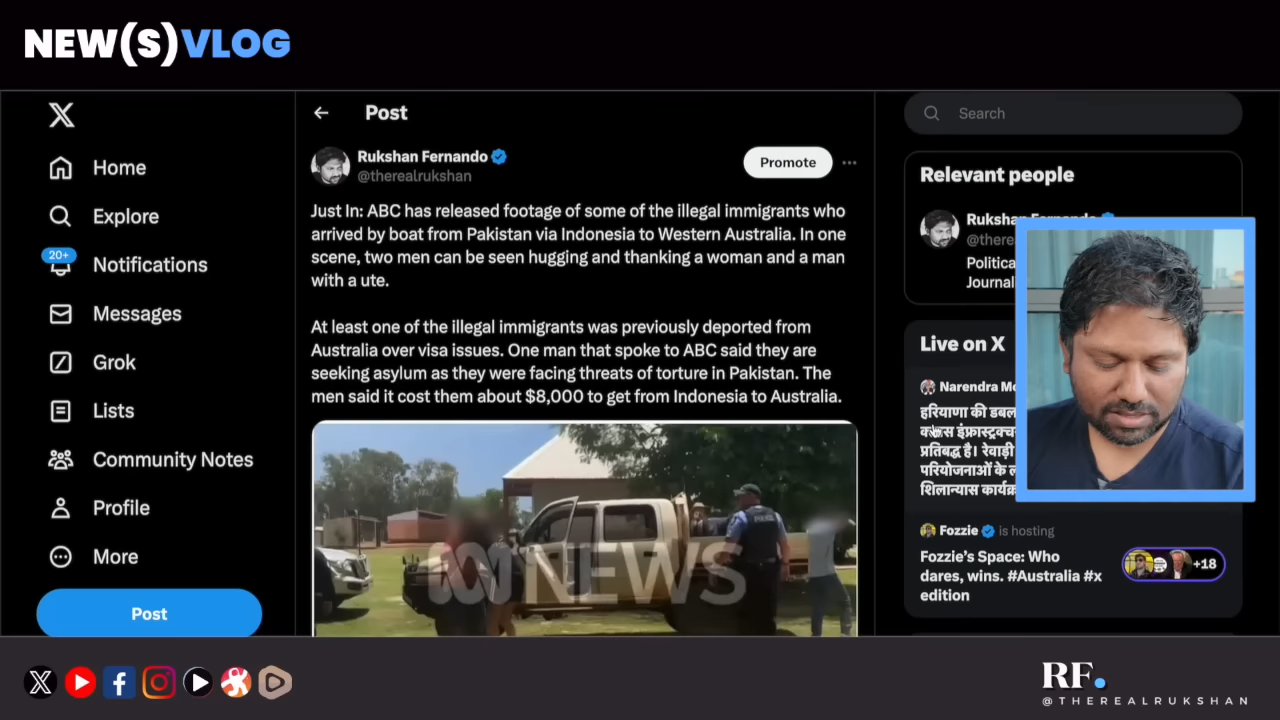 NEW(S)VLOG
Home
Explore
20+
Notifications
Messages
Grok
Lists
Community Notes
Profile
More
Post
Post
Rukshan Fernando
@therealrukshan
Promote
Just In: ABC has released footage of some of the illegal immigrants who
arrived by boat from Pakistan via Indonesia to Western Australia. In one
scene, two men can be seen hugging and thanking a woman and a man
with a ute.
At least one of the illegal immigrants was previously deported from
Australia over visa issues. One man that spoke to ABC said they are
seeking asylum as they were facing threats of torture in Pakistan. The
men said it cost them about $8,000 to get from Indonesia to Australia.
NEWS
POLICE
Search
Relevant people
Rukshan Fernando
@there
Politica
Journal
Live on X
Narendra Mo
हरियाणा की डबल
प्रतिबद्ध है। रेवाड़ी
परियोजनाओं के ल
शिलान्यास कार्यक्र
Fozzie is hosting
Fozzie's Space: Who
dares, wins. #Australia #x
edition
+18
RF.
@THEREALRUKSHAN